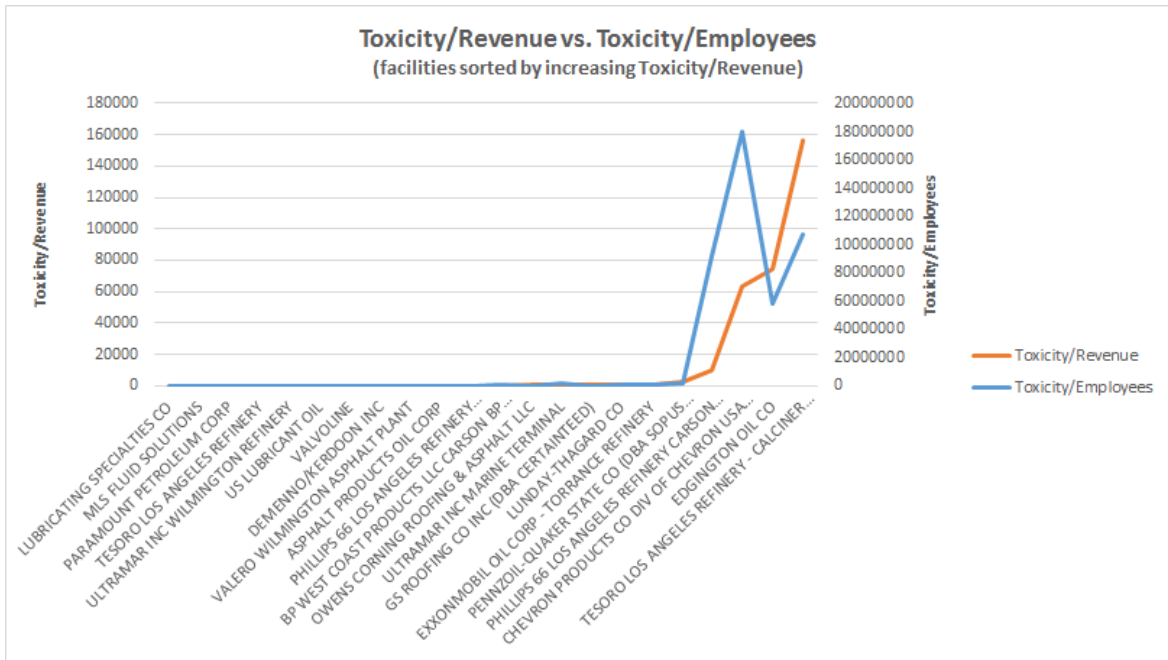 Toxicity/Revenue vs. Toxicity/Employees
(facilities sorted by increasing Toxicity/Revenue)
180000
160000
140000
120000
100000
80000
60000
40000
20000
0
Toxicity/Revenue
200000000
180000000
160000000
140000000
120000000
100000000
80000000
60000000
40000000
20000000
0
Toxicity/Employees
LUBRICATING SPECIALTIES CO
MLS FLUID SOLUTIONS
PARAMOUNT PETROLEUM CORP
TESORO LOS ANGELES REFINERY
ULTRAMAR INC WILMINGTON REFINERY
US LUBRICANT OIL
VALVOLINE
DEMENNO/KERDOON INC
VALERO WILMINGTON ASPHALT PLANT
ASPHALT PRODUCTS OIL CORP
PHILLIPS 66 LOS ANGELES REFINERY...
BP WEST COAST PRODUCTS LLC CARSON BP...
OWENS CORNING ROOFING & ASPHALT LLC
ULTRAMAR INC MARINE TERMINAL
GS ROOFING CO INC (DBA CERTAINTEED)
LUNDAY-THAGARD CO
EXXONMOBIL OIL CORP - TORRANCE REFINERY
PENNZOIL-QUAKER STATE CO (DBA SOPUS...
PHILLIPS 66 LOS ANGELES REFINERY CARSON...
CHEVRON PRODUCTS CO DIV OF CHEVRON USA...
EDGINGTON OIL CO
TESORO LOS ANGELES REFINERY - CALCINER...
Toxicity/Revenue
Toxicity/Employees